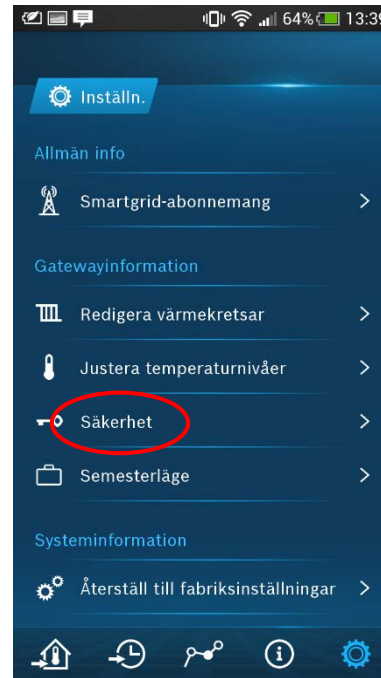 64% 13:39
Inställn.
Allmän info
Smartgrid-abonnemang
Gatewayinformation
Redigera värmekretsar
Justera temperaturnivåer
Säkerhet
Semesterläge
Systeminformation
Återställ till fabriksinställningar